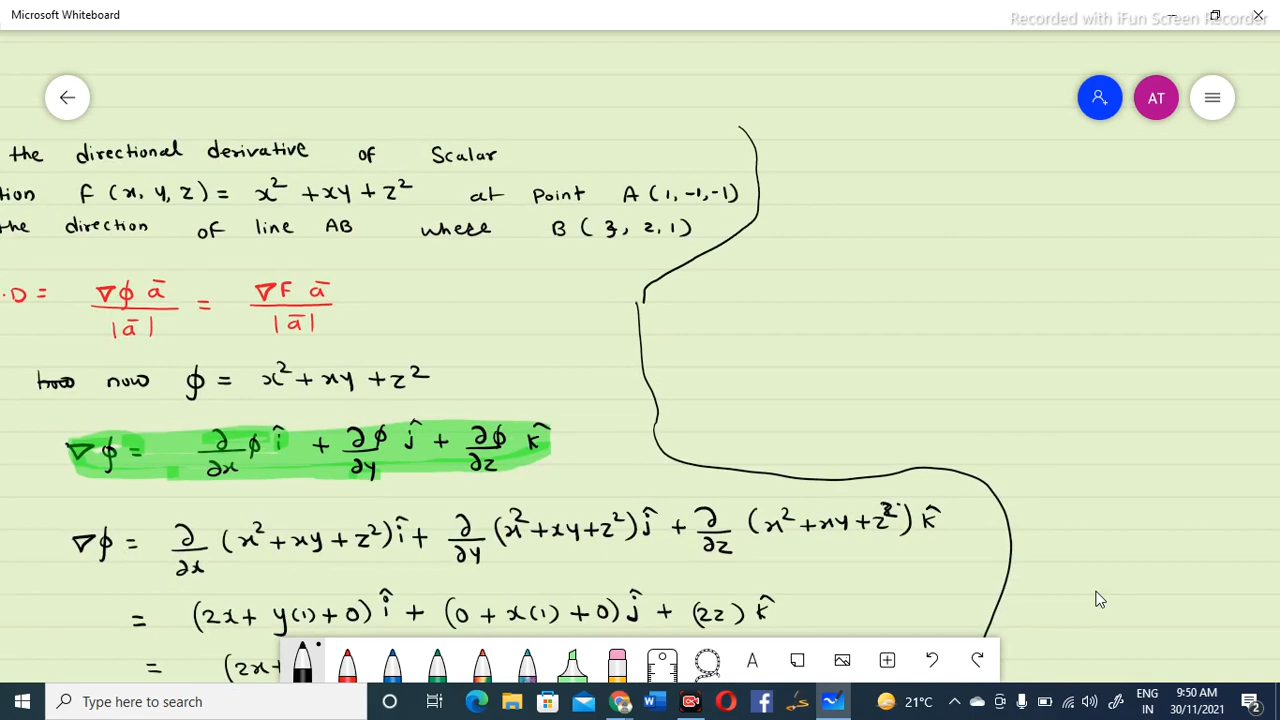 Microsoft Whiteboard
Recorded with iFun Screen Recorder
AT
the directional derivative of Scalar
tion F (x, y, z) = x² + xy + z² at Point A (1, -1, -1)
the direction of line AB where B (3, 2, 1)
.D = ∇ϕ ā / |ā| = ∇F ā / |ā|
now ϕ = x² + xy + z²
∇ϕ = ∂/∂x ϕ î + ∂ϕ/∂y ĵ + ∂ϕ/∂z k̂
∇ϕ = ∂/∂x (x² + xy + z²) î + ∂/∂y (x² + xy + z²) ĵ + ∂/∂z (x² + xy + z²) k̂
= (2x + y(1) + 0) î + (0 + x(1) + 0) ĵ + (2z) k̂
= (2x+
A
Type here to search
21°C
ENG
IN
9:50 AM
30/11/2021
2